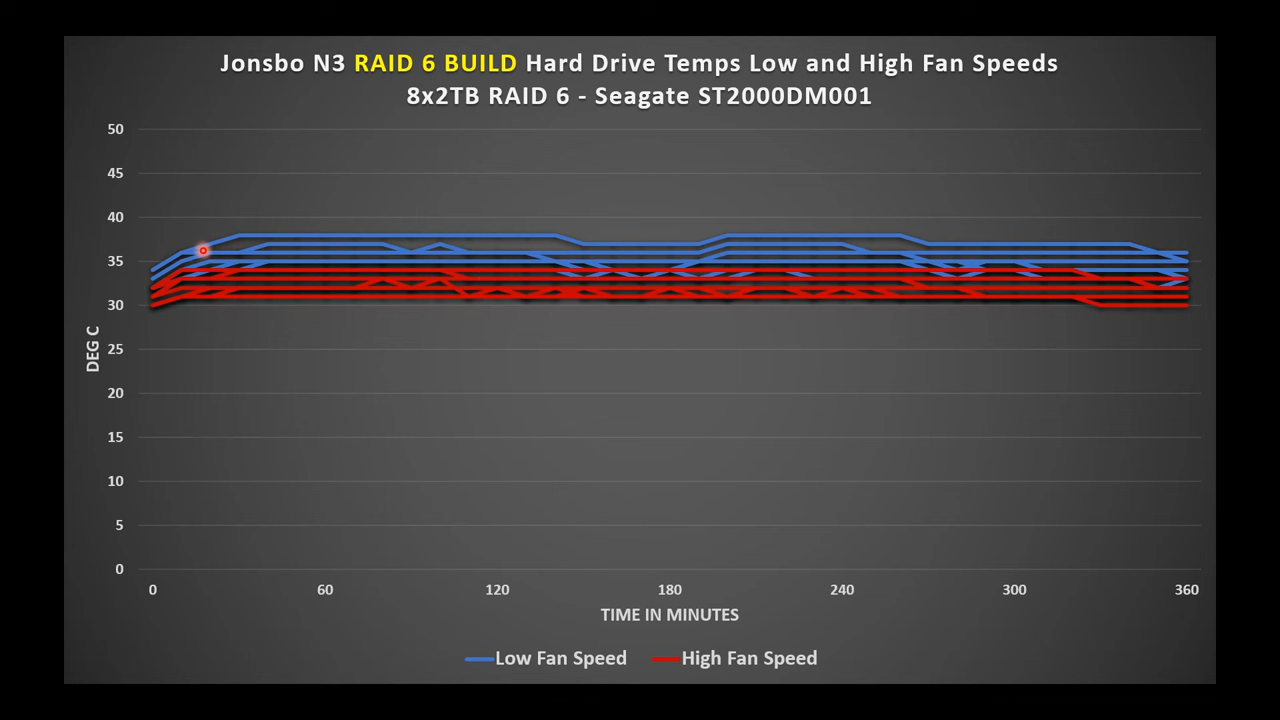 Jonsbo N3 RAID 6 BUILD Hard Drive Temps Low and High Fan Speeds
8x2TB RAID 6 - Seagate ST2000DM001
50
45
40
35
30
25
20
15
10
5
0
DEG C
0 60 120 180 240 300 360
TIME IN MINUTES
Low Fan Speed High Fan Speed